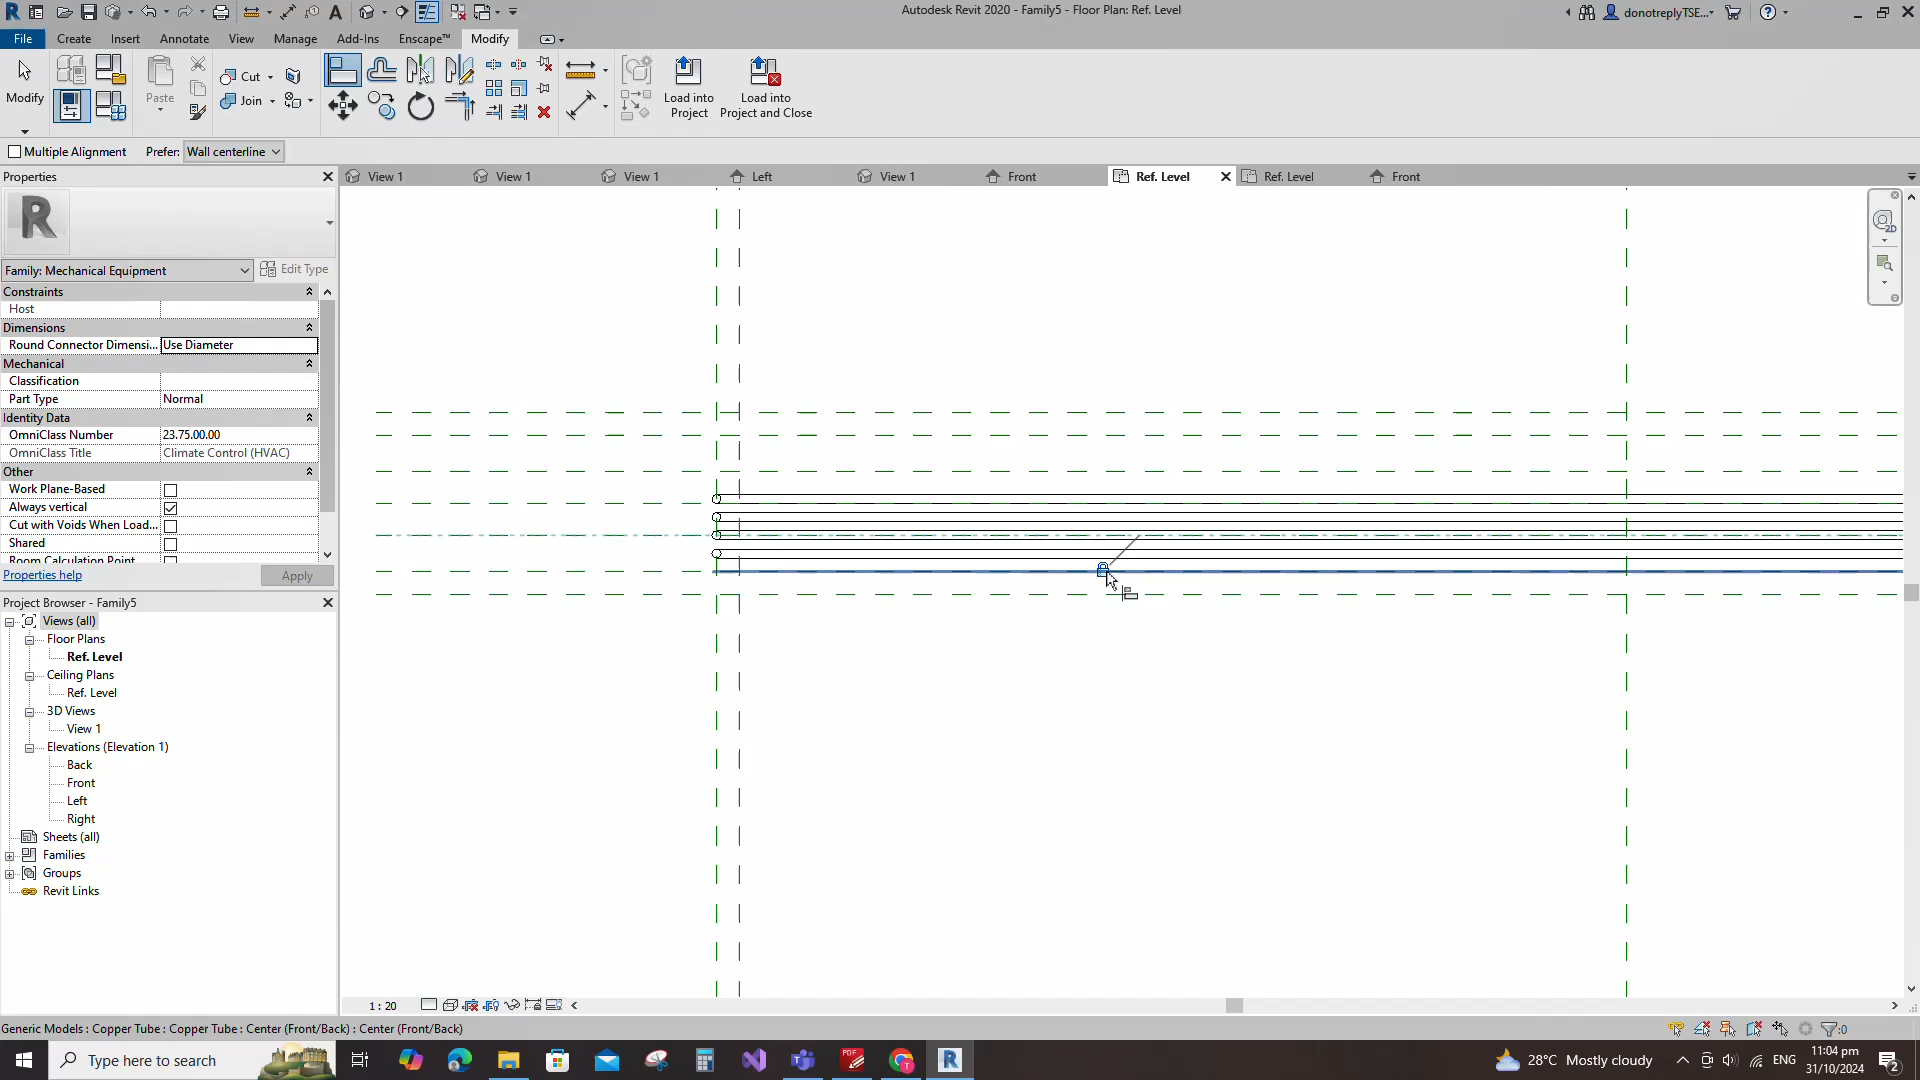 Autodesk Revit 2020 - Family5 - Floor Plan: Ref. Level
donotreplyTSE...
File Create Insert Annotate View Manage Add-Ins Enscape™ Modify
Modify
Paste
Cut
Join
Load into
Project
Load into
Project and Close
Multiple Alignment Prefer: Wall centerline
Properties
View 1 View 1 View 1 Left View 1 Front Ref. Level Ref. Level Front
Family: Mechanical Equipment Edit Type
Constraints
Host
Dimensions
Round Connector Dimensi... Use Diameter
Mechanical
Classification
Part Type Normal
Identity Data
OmniClass Number 23.75.00.00
OmniClass Title Climate Control (HVAC)
Other
Work Plane-Based
Always vertical
Cut with Voids When Load...
Shared
Room Calculation Point
Properties help Apply
Project Browser - Family5
Views (all)
Floor Plans
Ref. Level
Ceiling Plans
Ref. Level
3D Views
View 1
Elevations (Elevation 1)
Back
Front
Left
Right
Sheets (all)
Families
Groups
Revit Links
2D
1 : 20
Generic Models : Copper Tube : Copper Tube : Center (Front/Back) : Center (Front/Back)
:0
Type here to search
28°C Mostly cloudy
ENG
11:04 pm
31/10/2024
2